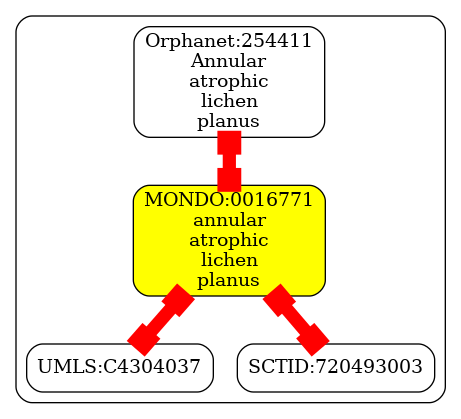 Orphanet:254411
Annular
atrophic
lichen
planus
MONDO:0016771
annular
atrophic
lichen
planus
UMLS:C4304037
SCTID:720493003